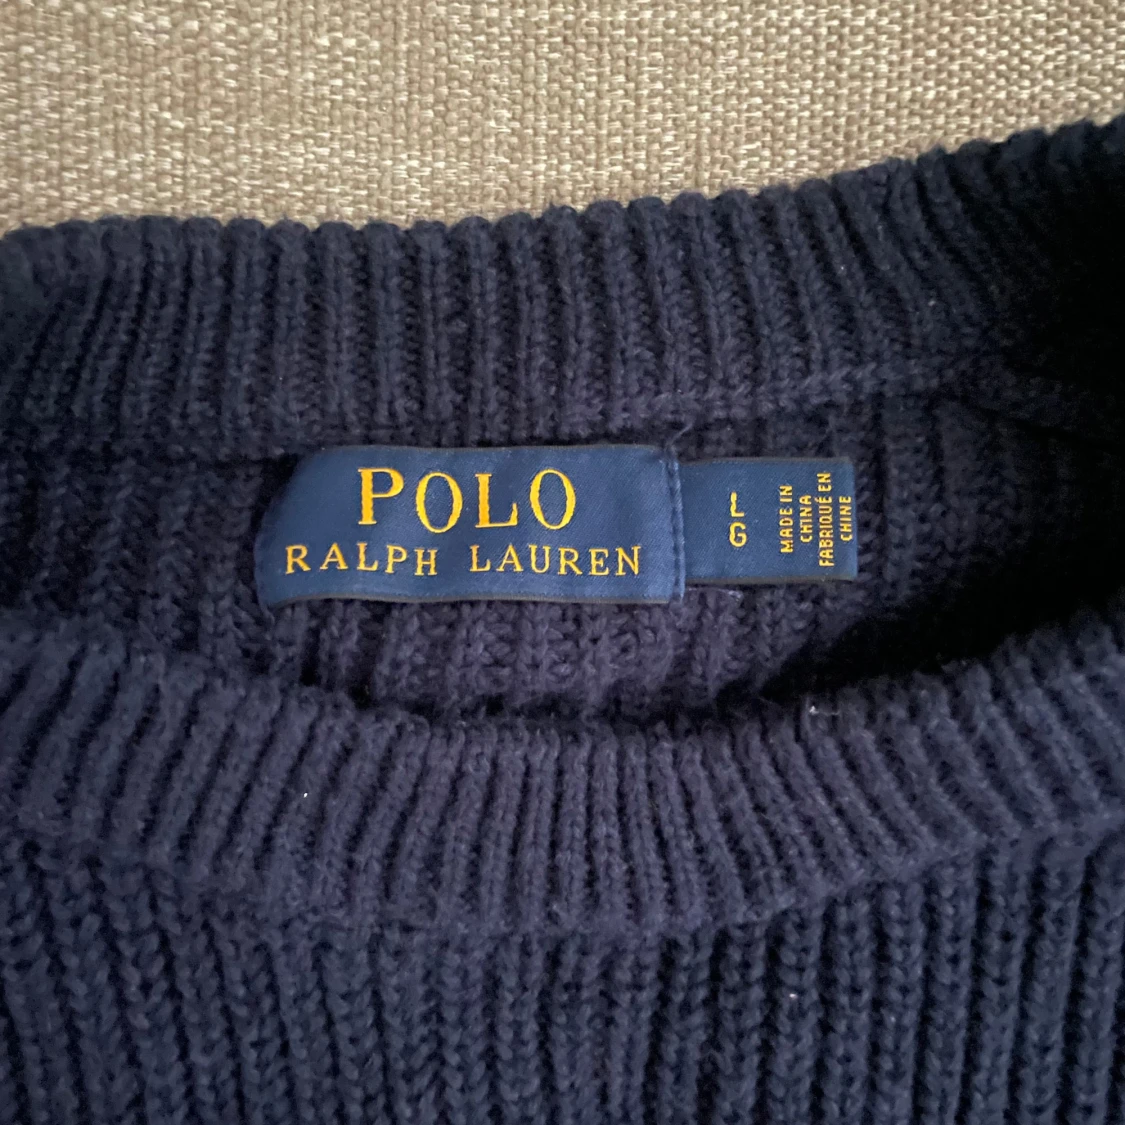 POLO
RALPH LAUREN
L
G
MADE IN
CHINA
FABRIQUÉ EN
CHINE